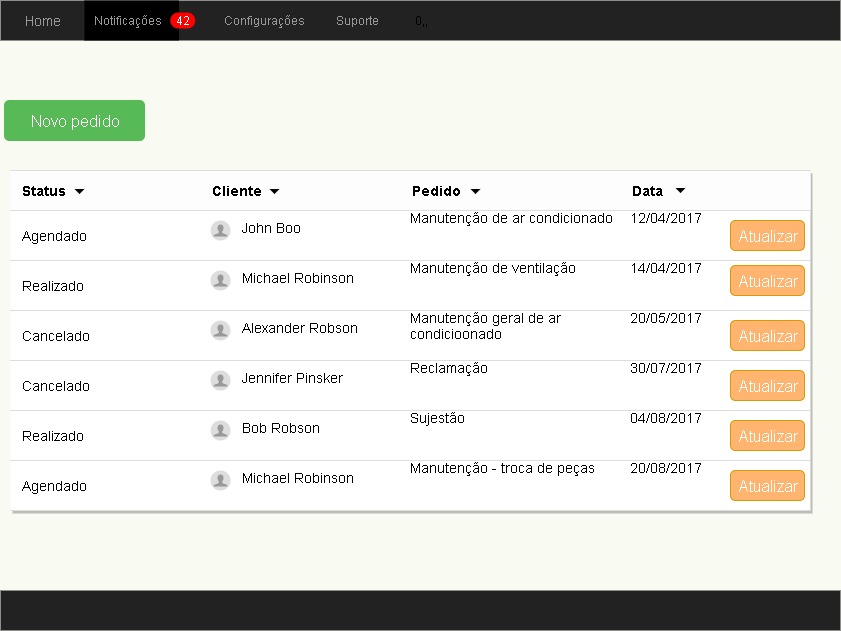 Home Notificações 42 Configurações Suporte 0,,
Novo pedido
Status Cliente Pedido Data
Agendado John Boo Manutenção de ar condicionado 12/04/2017 Atualizar
Realizado Michael Robinson Manutenção de ventilação 14/04/2017 Atualizar
Cancelado Alexander Robson Manutenção geral de ar 20/05/2017 Atualizar
condicioonado
Cancelado Jennifer Pinsker Reclamação 30/07/2017 Atualizar
Realizado Bob Robson Sujestão 04/08/2017 Atualizar
Agendado Michael Robinson Manutenção - troca de peças 20/08/2017 Atualizar